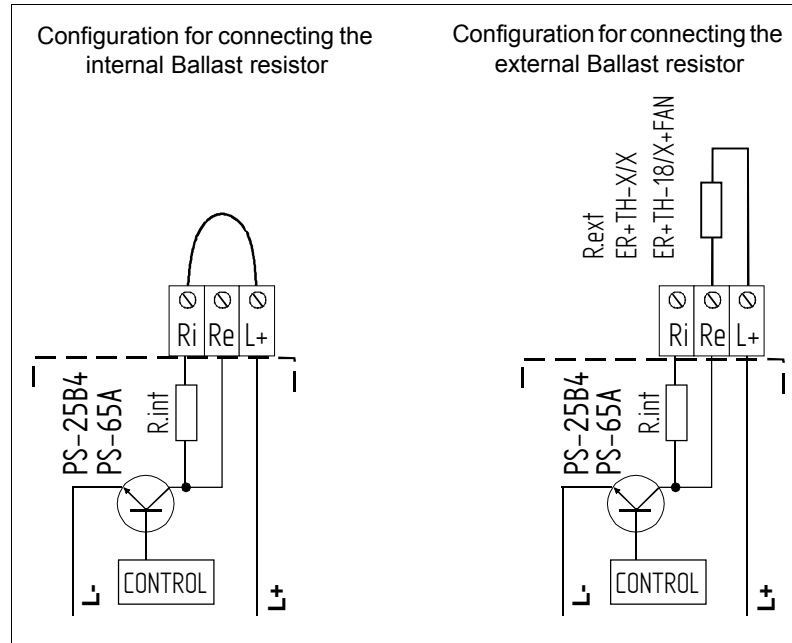 Configuration for connecting the
internal Ballast resistor
Ri Re L+
PS-25B4
PS-65A
R.int
CONTROL
L-
L+
Configuration for connecting the
external Ballast resistor
R.ext
ER+TH-X/X
ER+TH-18/X+FAN
Ri Re L+
PS-25B4
PS-65A
R.int
CONTROL
L-
L+